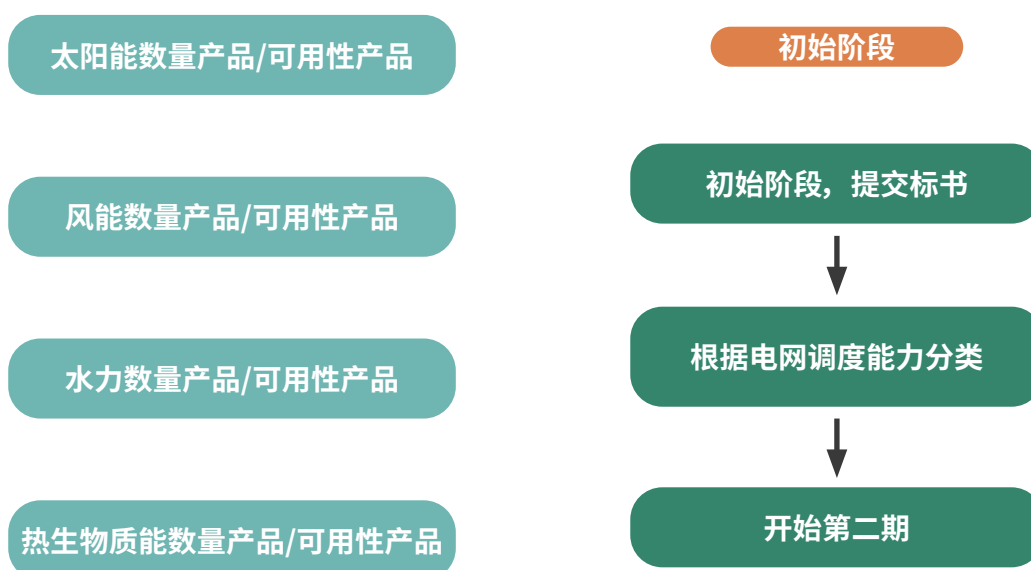 太阳能数量产品/可用性产品
风能数量产品/可用性产品
水力数量产品/可用性产品
热生物质能数量产品/可用性产品
初始阶段
初始阶段，提交标书
根据电网调度能力分类
开始第二期